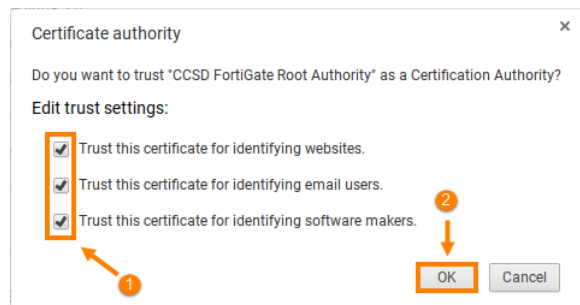 Certificate authority
×
Do you want to trust "CCSD FortiGate Root Authority" as a Certification Authority?
Edit trust settings:
Trust this certificate for identifying websites.
Trust this certificate for identifying email users.
Trust this certificate for identifying software makers.
2
1
OK Cancel